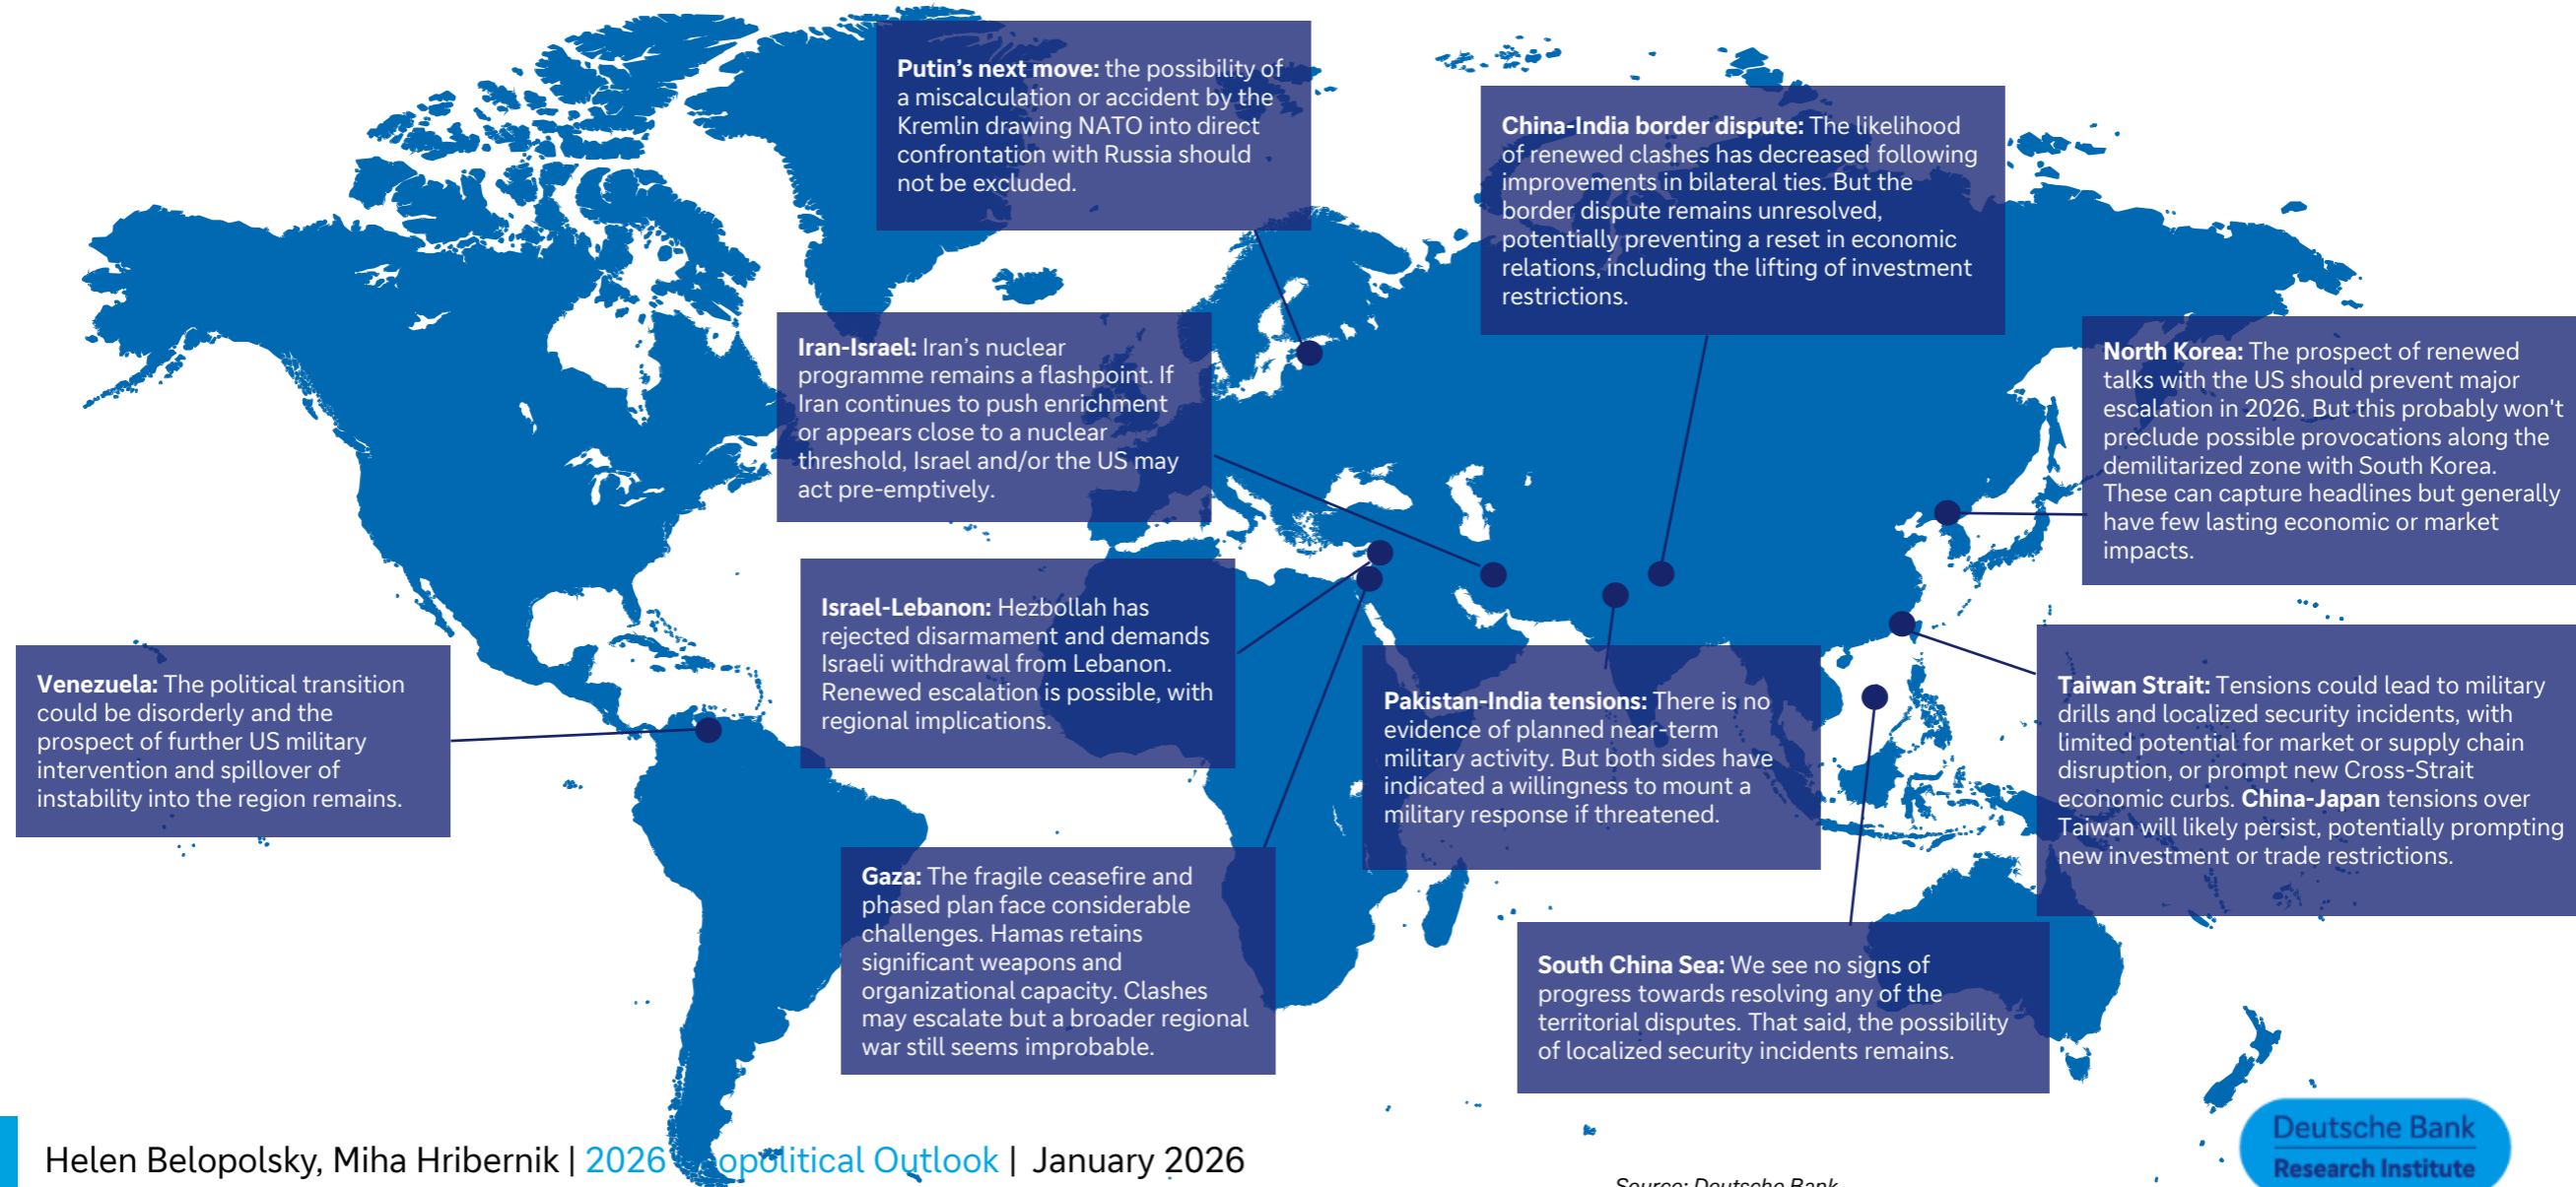 Putin's next move: the possibility of
a miscalculation or accident by the
Kremlin drawing NATO into direct
confrontation with Russia should
not be excluded.
China-India border dispute: The likelihood
of renewed clashes has decreased following
improvements in bilateral ties. But the
border dispute remains unresolved,
potentially preventing a reset in economic
relations, including the lifting of investment
restrictions.
Iran-Israel: Iran's nuclear
programme remains a flashpoint. If
Iran continues to push enrichment
or appears close to a nuclear
threshold, Israel and/or the US may
act pre-emptively.
North Korea: The prospect of renewed
talks with the US should prevent major
escalation in 2026. But this probably won't
preclude possible provocations along the
demilitarized zone with South Korea.
These can capture headlines but generally
have few lasting economic or market
impacts.
Israel-Lebanon: Hezbollah has
rejected disarmament and demands
Israeli withdrawal from Lebanon.
Renewed escalation is possible, with
regional implications.
Venezuela: The political transition
could be disorderly and the
prospect of further US military
intervention and spillover of
instability into the region remains.
Pakistan-India tensions: There is no
evidence of planned near-term
military activity. But both sides have
indicated a willingness to mount a
military response if threatened.
Taiwan Strait: Tensions could lead to military
drills and localized security incidents, with
limited potential for market or supply chain
disruption, or prompt new Cross-Strait
economic curbs. China-Japan tensions over
Taiwan will likely persist, potentially prompting
new investment or trade restrictions.
Gaza: The fragile ceasefire and
phased plan face considerable
challenges. Hamas retains
significant weapons and
organizational capacity. Clashes
may escalate but a broader regional
war still seems improbable.
South China Sea: We see no signs of
progress towards resolving any of the
territorial disputes. That said, the possibility
of localized security incidents remains.
Helen Belopolsky, Miha Hribernik | 2026 opolitical Outlook | January 2026
Source: Deutsche Bank
Deutsche Bank
Research Institute